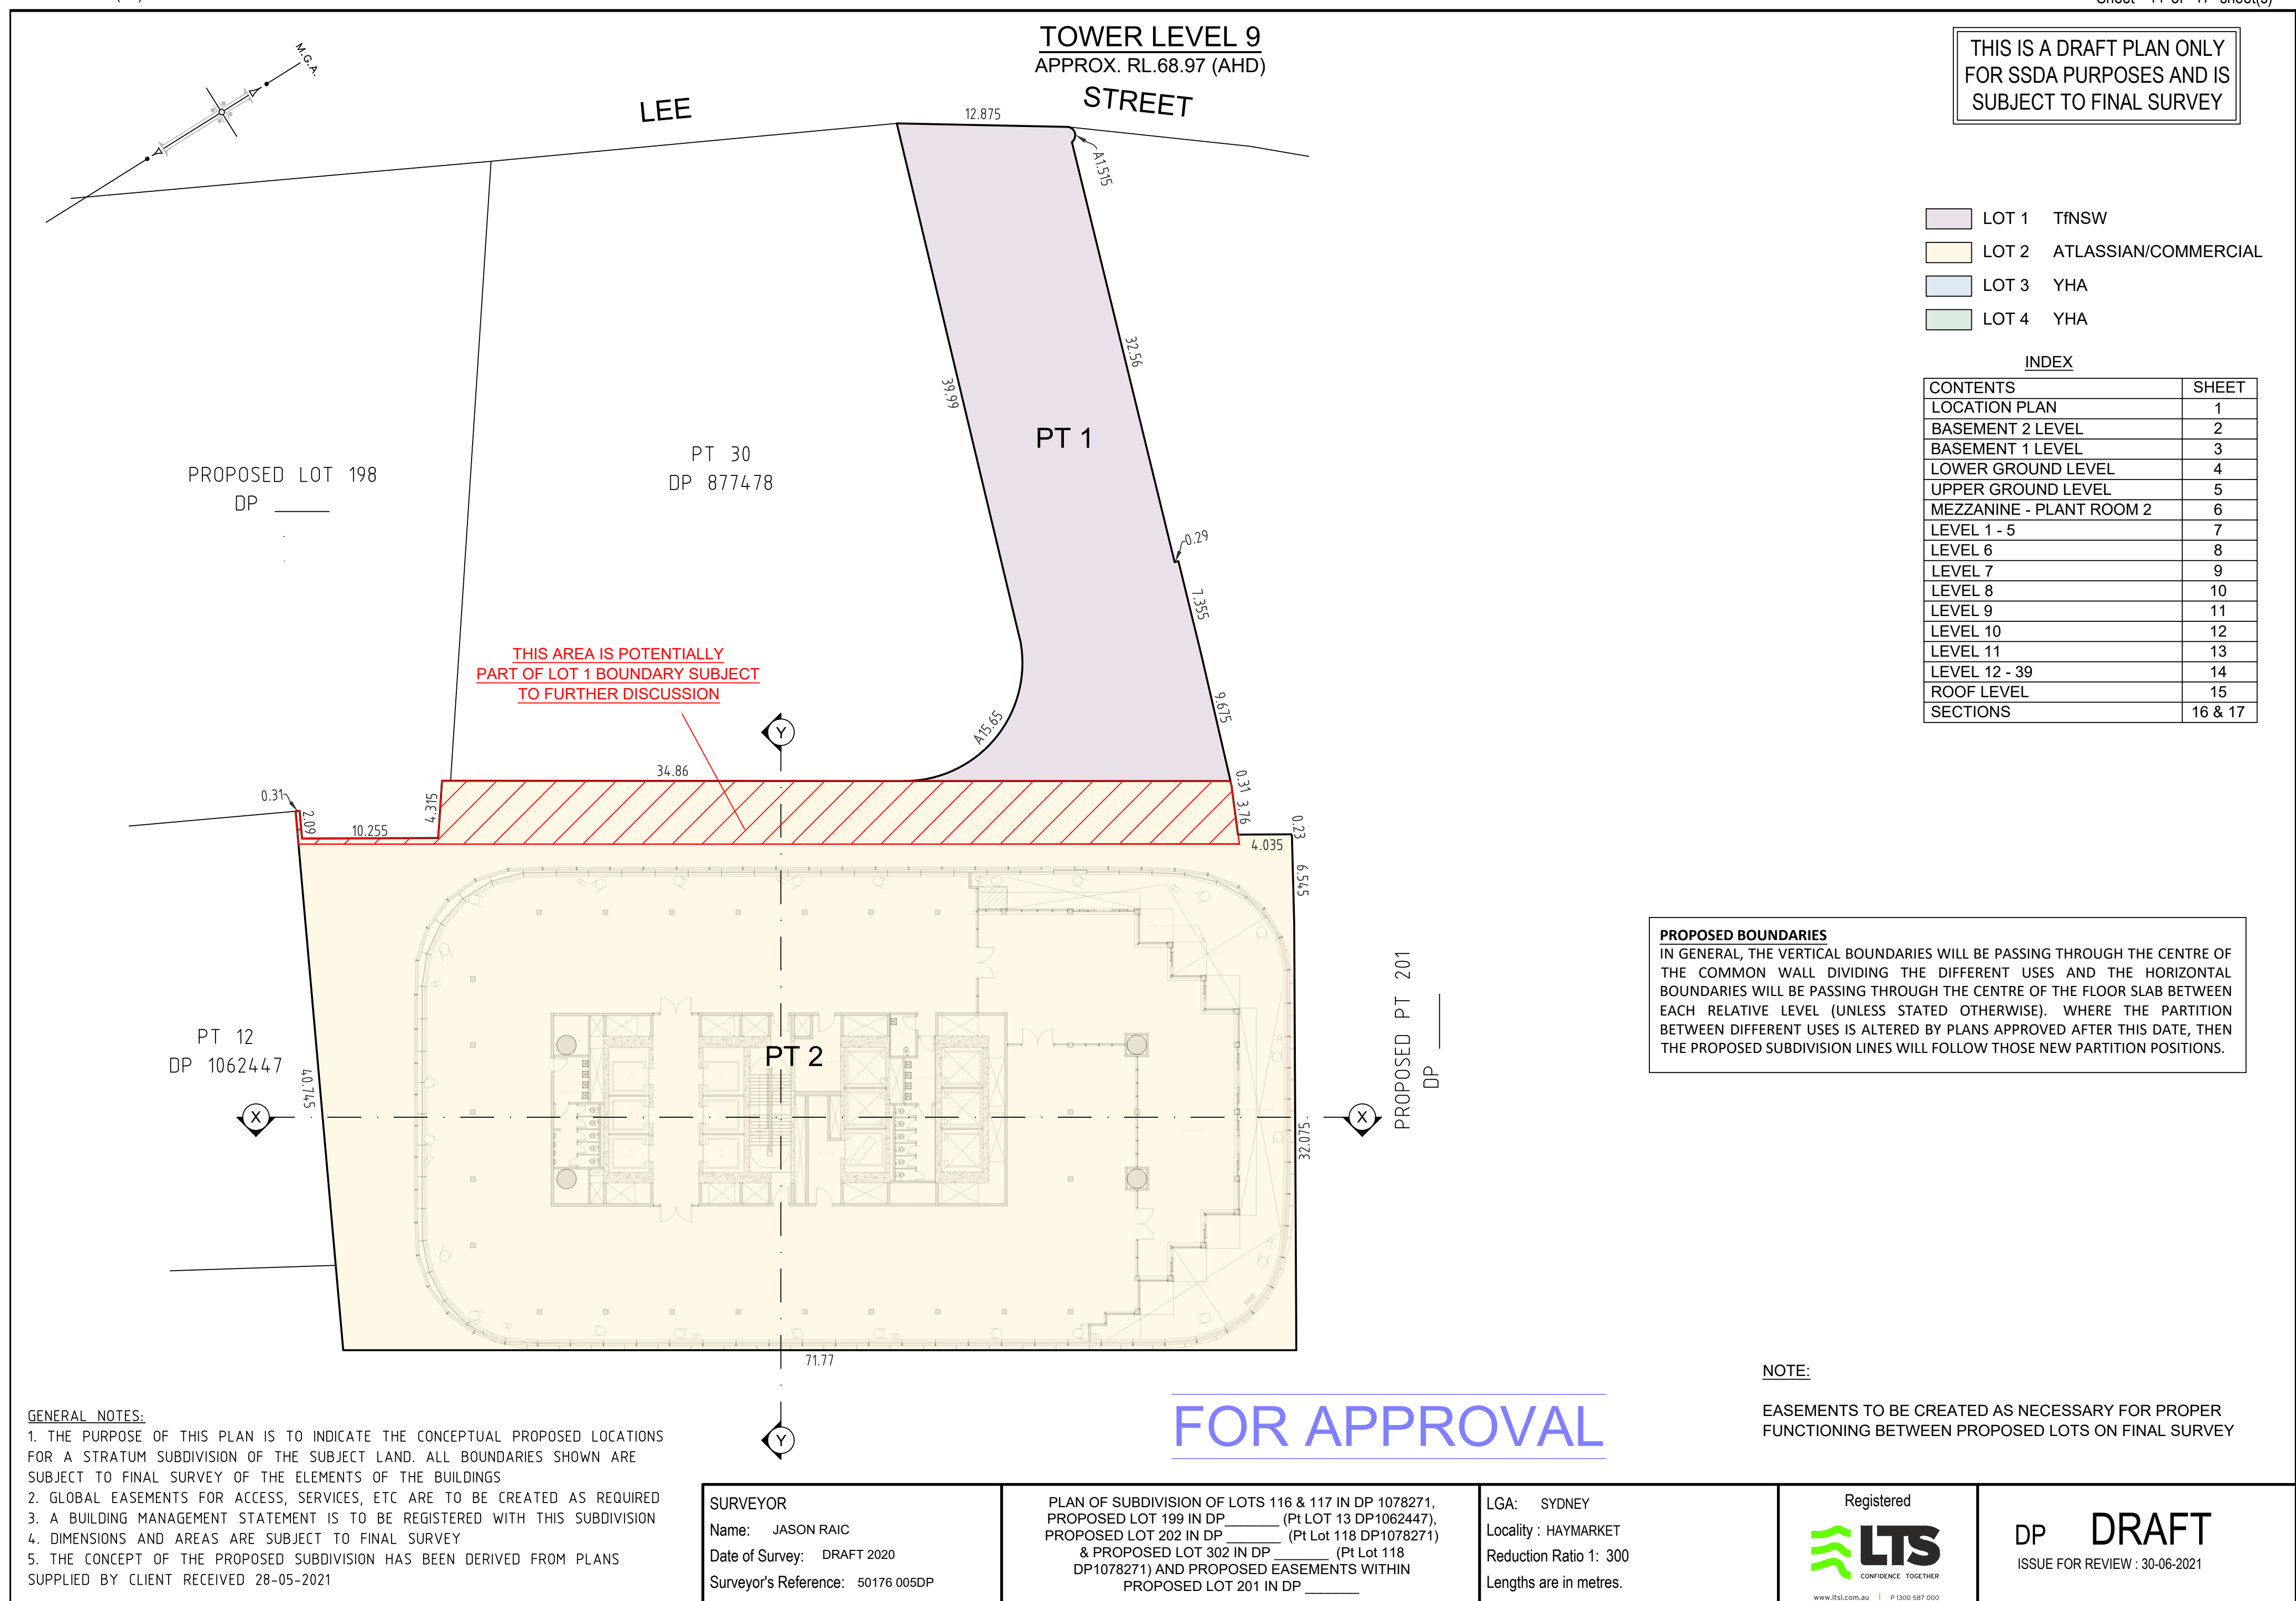 TOWER LEVEL 9
APPROX. RL.68.97 (AHD)
THIS IS A DRAFT PLAN ONLY
FOR SSDA PURPOSES AND IS
SUBJECT TO FINAL SURVEY
M.G.A.
LEE
STREET
12.875
A1.515
LOT 1 TfNSW
LOT 2 ATLASSIAN/COMMERCIAL
LOT 3 YHA
LOT 4 YHA
32.56
39.99
INDEX
CONTENTS SHEET
LOCATION PLAN 1
BASEMENT 2 LEVEL 2
BASEMENT 1 LEVEL 3
LOWER GROUND LEVEL 4
UPPER GROUND LEVEL 5
MEZZANINE - PLANT ROOM 2 6
LEVEL 1 - 5 7
LEVEL 6 8
LEVEL 7 9
LEVEL 8 10
LEVEL 9 11
LEVEL 10 12
LEVEL 11 13
LEVEL 12 - 39 14
ROOF LEVEL 15
SECTIONS 16 & 17
PT 1
PT 30
DP 877478
PROPOSED LOT 198
DP _____
0.29
7.355
THIS AREA IS POTENTIALLY
PART OF LOT 1 BOUNDARY SUBJECT
TO FURTHER DISCUSSION
9.675
A15.65
Y
34.86
0.31
3.76
0.31
2.09
10.255
4.315
0.23
4.035
6.545
PROPOSED BOUNDARIES
IN GENERAL, THE VERTICAL BOUNDARIES WILL BE PASSING THROUGH THE CENTRE OF
THE COMMON WALL DIVIDING THE DIFFERENT USES AND THE HORIZONTAL
BOUNDARIES WILL BE PASSING THROUGH THE CENTRE OF THE FLOOR SLAB BETWEEN
EACH RELATIVE LEVEL (UNLESS STATED OTHERWISE). WHERE THE PARTITION
BETWEEN DIFFERENT USES IS ALTERED BY PLANS APPROVED AFTER THIS DATE, THEN
THE PROPOSED SUBDIVISION LINES WILL FOLLOW THOSE NEW PARTITION POSITIONS.
PROPOSED PT 201
DP _____
PT 12
DP 1062447
PT 2
40.745
X
X
32.075
71.77
Y
NOTE:
EASEMENTS TO BE CREATED AS NECESSARY FOR PROPER
FUNCTIONING BETWEEN PROPOSED LOTS ON FINAL SURVEY
FOR APPROVAL
GENERAL NOTES:
1. THE PURPOSE OF THIS PLAN IS TO INDICATE THE CONCEPTUAL PROPOSED LOCATIONS
FOR A STRATUM SUBDIVISION OF THE SUBJECT LAND. ALL BOUNDARIES SHOWN ARE
SUBJECT TO FINAL SURVEY OF THE ELEMENTS OF THE BUILDINGS
2. GLOBAL EASEMENTS FOR ACCESS, SERVICES, ETC ARE TO BE CREATED AS REQUIRED
3. A BUILDING MANAGEMENT STATEMENT IS TO BE REGISTERED WITH THIS SUBDIVISION
4. DIMENSIONS AND AREAS ARE SUBJECT TO FINAL SURVEY
5. THE CONCEPT OF THE PROPOSED SUBDIVISION HAS BEEN DERIVED FROM PLANS
SUPPLIED BY CLIENT RECEIVED 28-05-2021
SURVEYOR
Name: JASON RAIC
Date of Survey: DRAFT 2020
Surveyor's Reference: 50176 005DP
PLAN OF SUBDIVISION OF LOTS 116 & 117 IN DP 1078271,
PROPOSED LOT 199 IN DP_______ (Pt LOT 13 DP1062447),
PROPOSED LOT 202 IN DP _______ (Pt Lot 118 DP1078271)
& PROPOSED LOT 302 IN DP _______ (Pt Lot 118
DP1078271) AND PROPOSED EASEMENTS WITHIN
PROPOSED LOT 201 IN DP _______
LGA: SYDNEY
Locality : HAYMARKET
Reduction Ratio 1: 300
Lengths are in metres.
Registered
LTS
CONFIDENCE TOGETHER
www.ltsl.com.au | P 1300 587 000
DP DRAFT
ISSUE FOR REVIEW : 30-06-2021